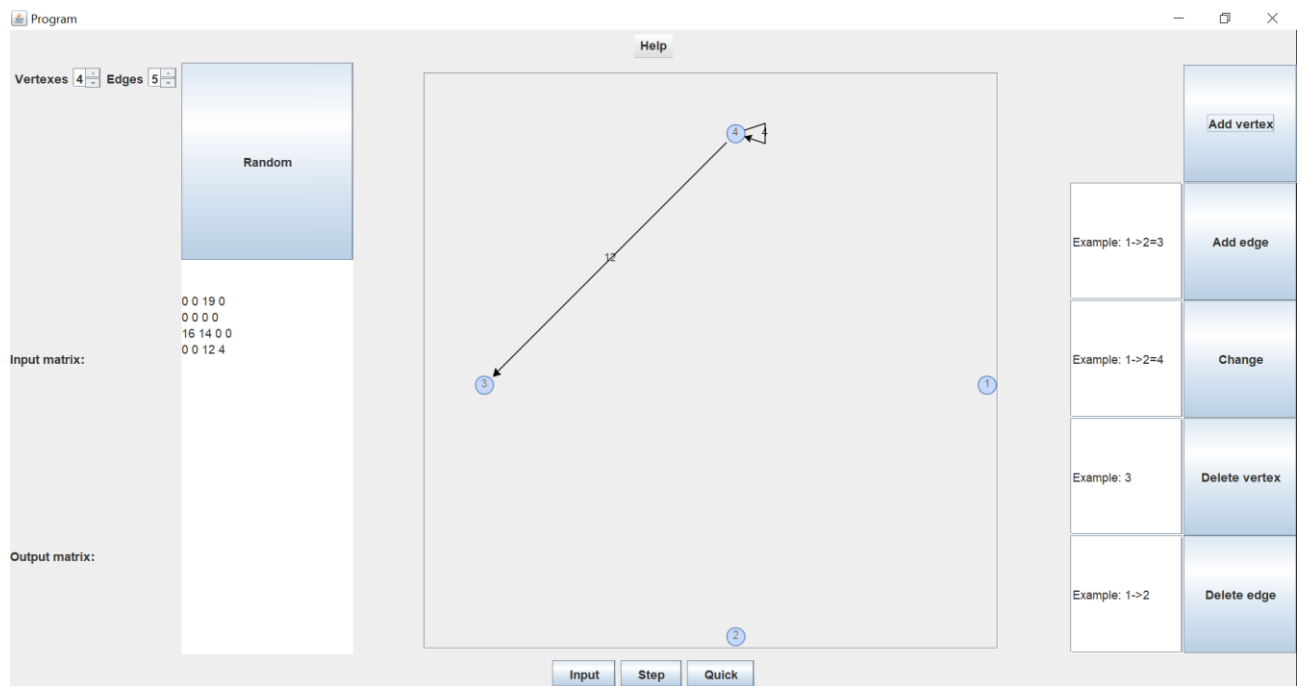 Program
Help
Vertexes 4 Edges 5
Random
Add vertex
Example: 1->2=3
Add edge
0 0 19 0
0 0 0 0
16 14 0 0
0 0 12 4
Input matrix:
Example: 1->2=4
Change
Example: 3
Delete vertex
Output matrix:
Example: 1->2
Delete edge
4
4
12
3
1
2
Input Step Quick